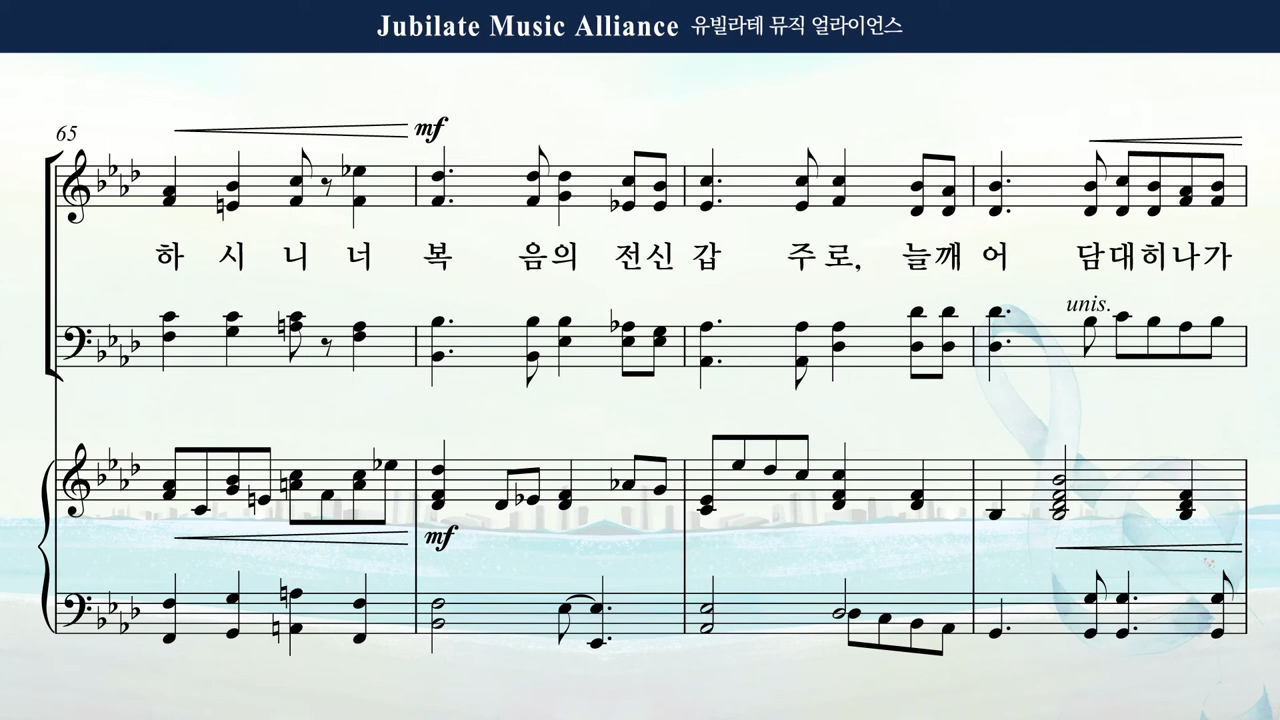 Jubilate Music Alliance 유빌라테 뮤직 얼라이언스
65
mf
하 시 니 너 복 음의 전신 갑 주 로, 늘깨 어 담대히나가
unis.
mf